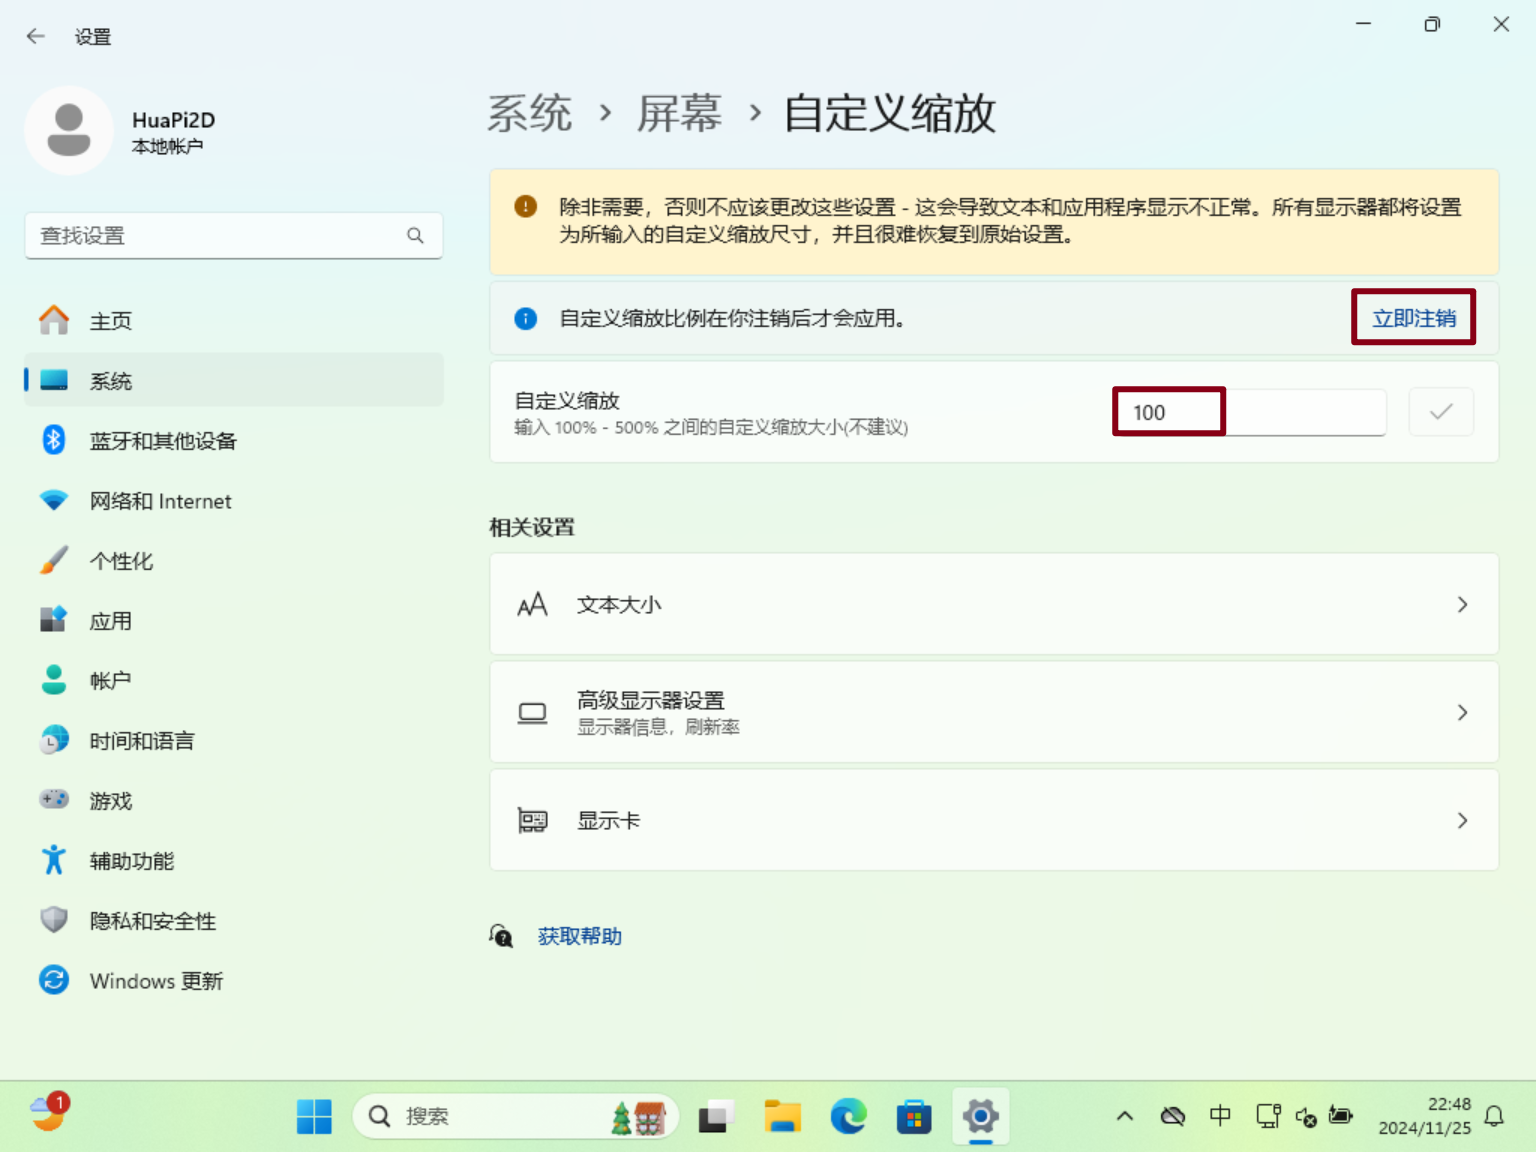 设置
HuaPi2D
本地帐户
查找设置
主页
系统
蓝牙和其他设备
网络和 Internet
个性化
应用
帐户
时间和语言
游戏
辅助功能
隐私和安全性
Windows 更新
系统 › 屏幕 › 自定义缩放
除非需要，否则不应该更改这些设置 - 这会导致文本和应用程序显示不正常。所有显示器都将设置
为所输入的自定义缩放尺寸，并且很难恢复到原始设置。
自定义缩放比例在你注销后才会应用。
立即注销
自定义缩放
输入 100% - 500% 之间的自定义缩放大小(不建议)
100
相关设置
文本大小
高级显示器设置
显示器信息，刷新率
显示卡
获取帮助
1
搜索
中
22:48
2024/11/25